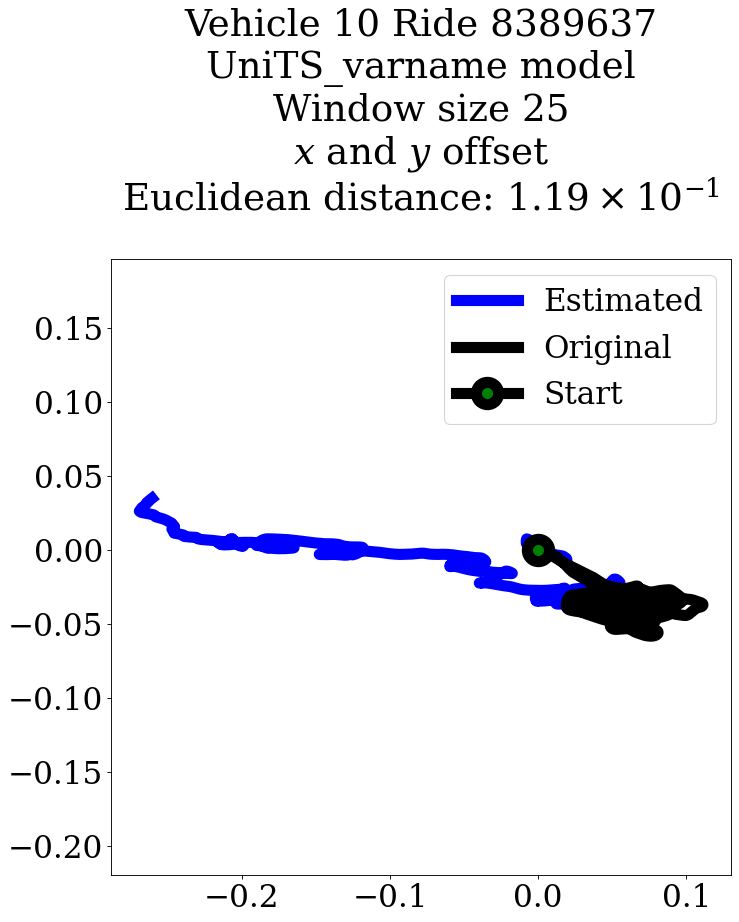 Vehicle 10 Ride 8389637
UniTS_varname model
Window size 25
x and y offset
Euclidean distance: 1.19 × 10⁻¹
Estimated
Original
Start
0.15
0.10
0.05
0.00
−0.05
−0.10
−0.15
−0.20
−0.2
−0.1
0.0
0.1